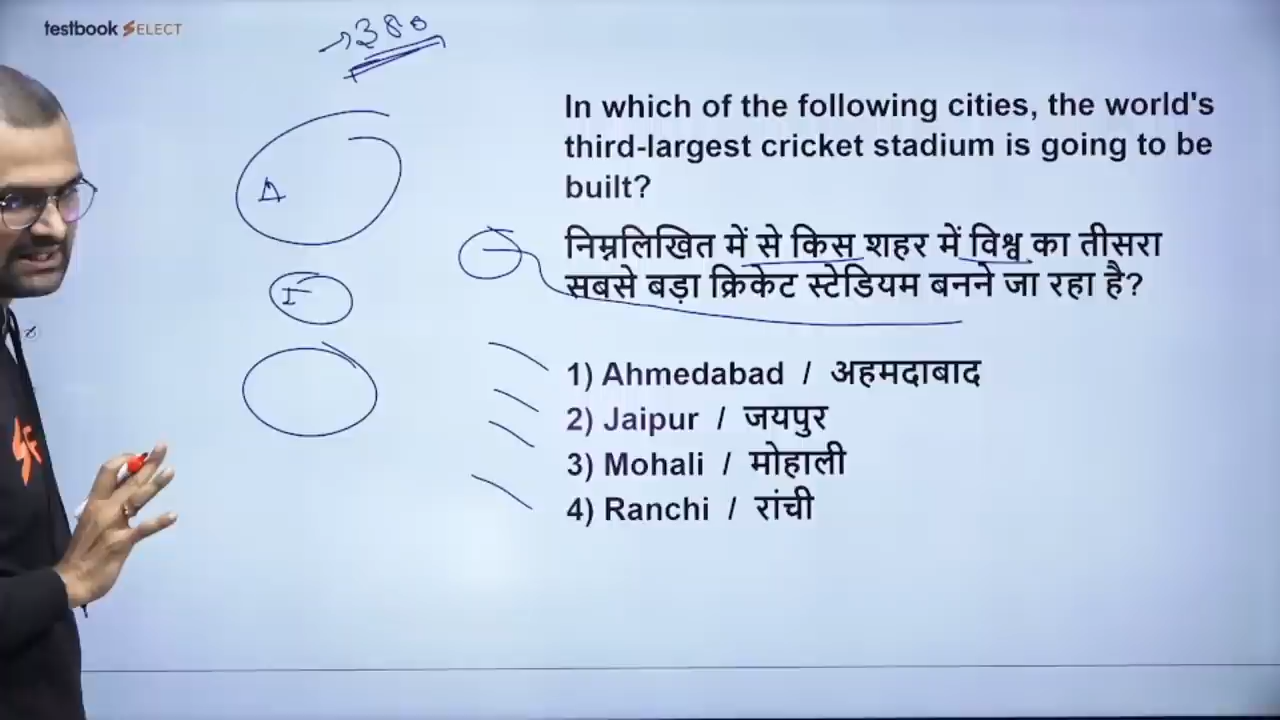 testbook SELECT
→380
In which of the following cities, the world's
third-largest cricket stadium is going to be
built?
निम्नलिखित में से किस शहर में विश्व का तीसरा
सबसे बड़ा क्रिकेट स्टेडियम बनने जा रहा है?
A
I
1) Ahmedabad / अहमदाबाद
2) Jaipur / जयपुर
3) Mohali / मोहाली
4) Ranchi / रांची